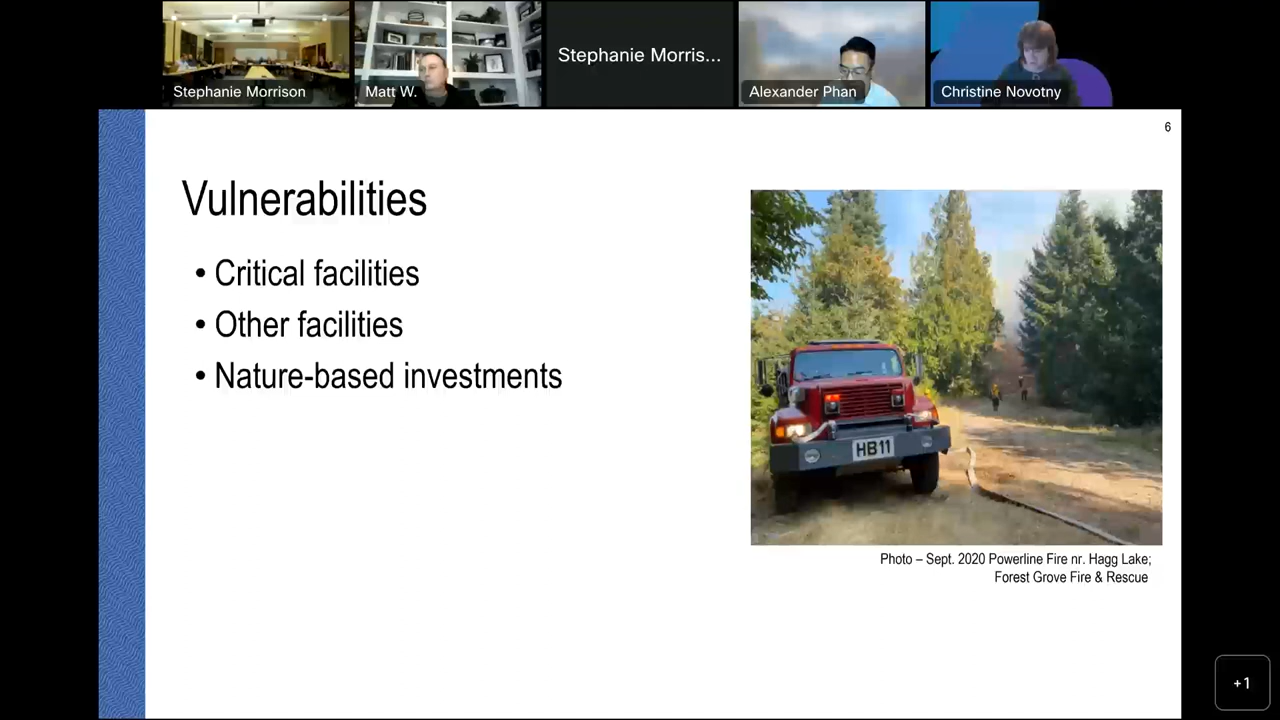 Stephanie Morrison
Matt W.
Stephanie Morris...
Alexander Phan
Christine Novotny
6
Vulnerabilities
• Critical facilities
• Other facilities
• Nature-based investments
HB11
Photo – Sept. 2020 Powerline Fire nr. Hagg Lake;
Forest Grove Fire & Rescue
+1